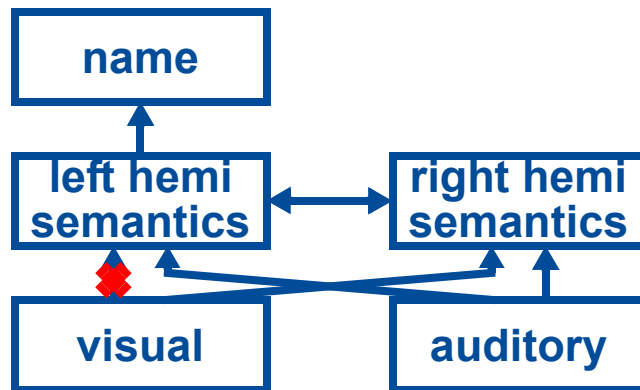 name
left hemi
semantics
right hemi
semantics
visual
auditory